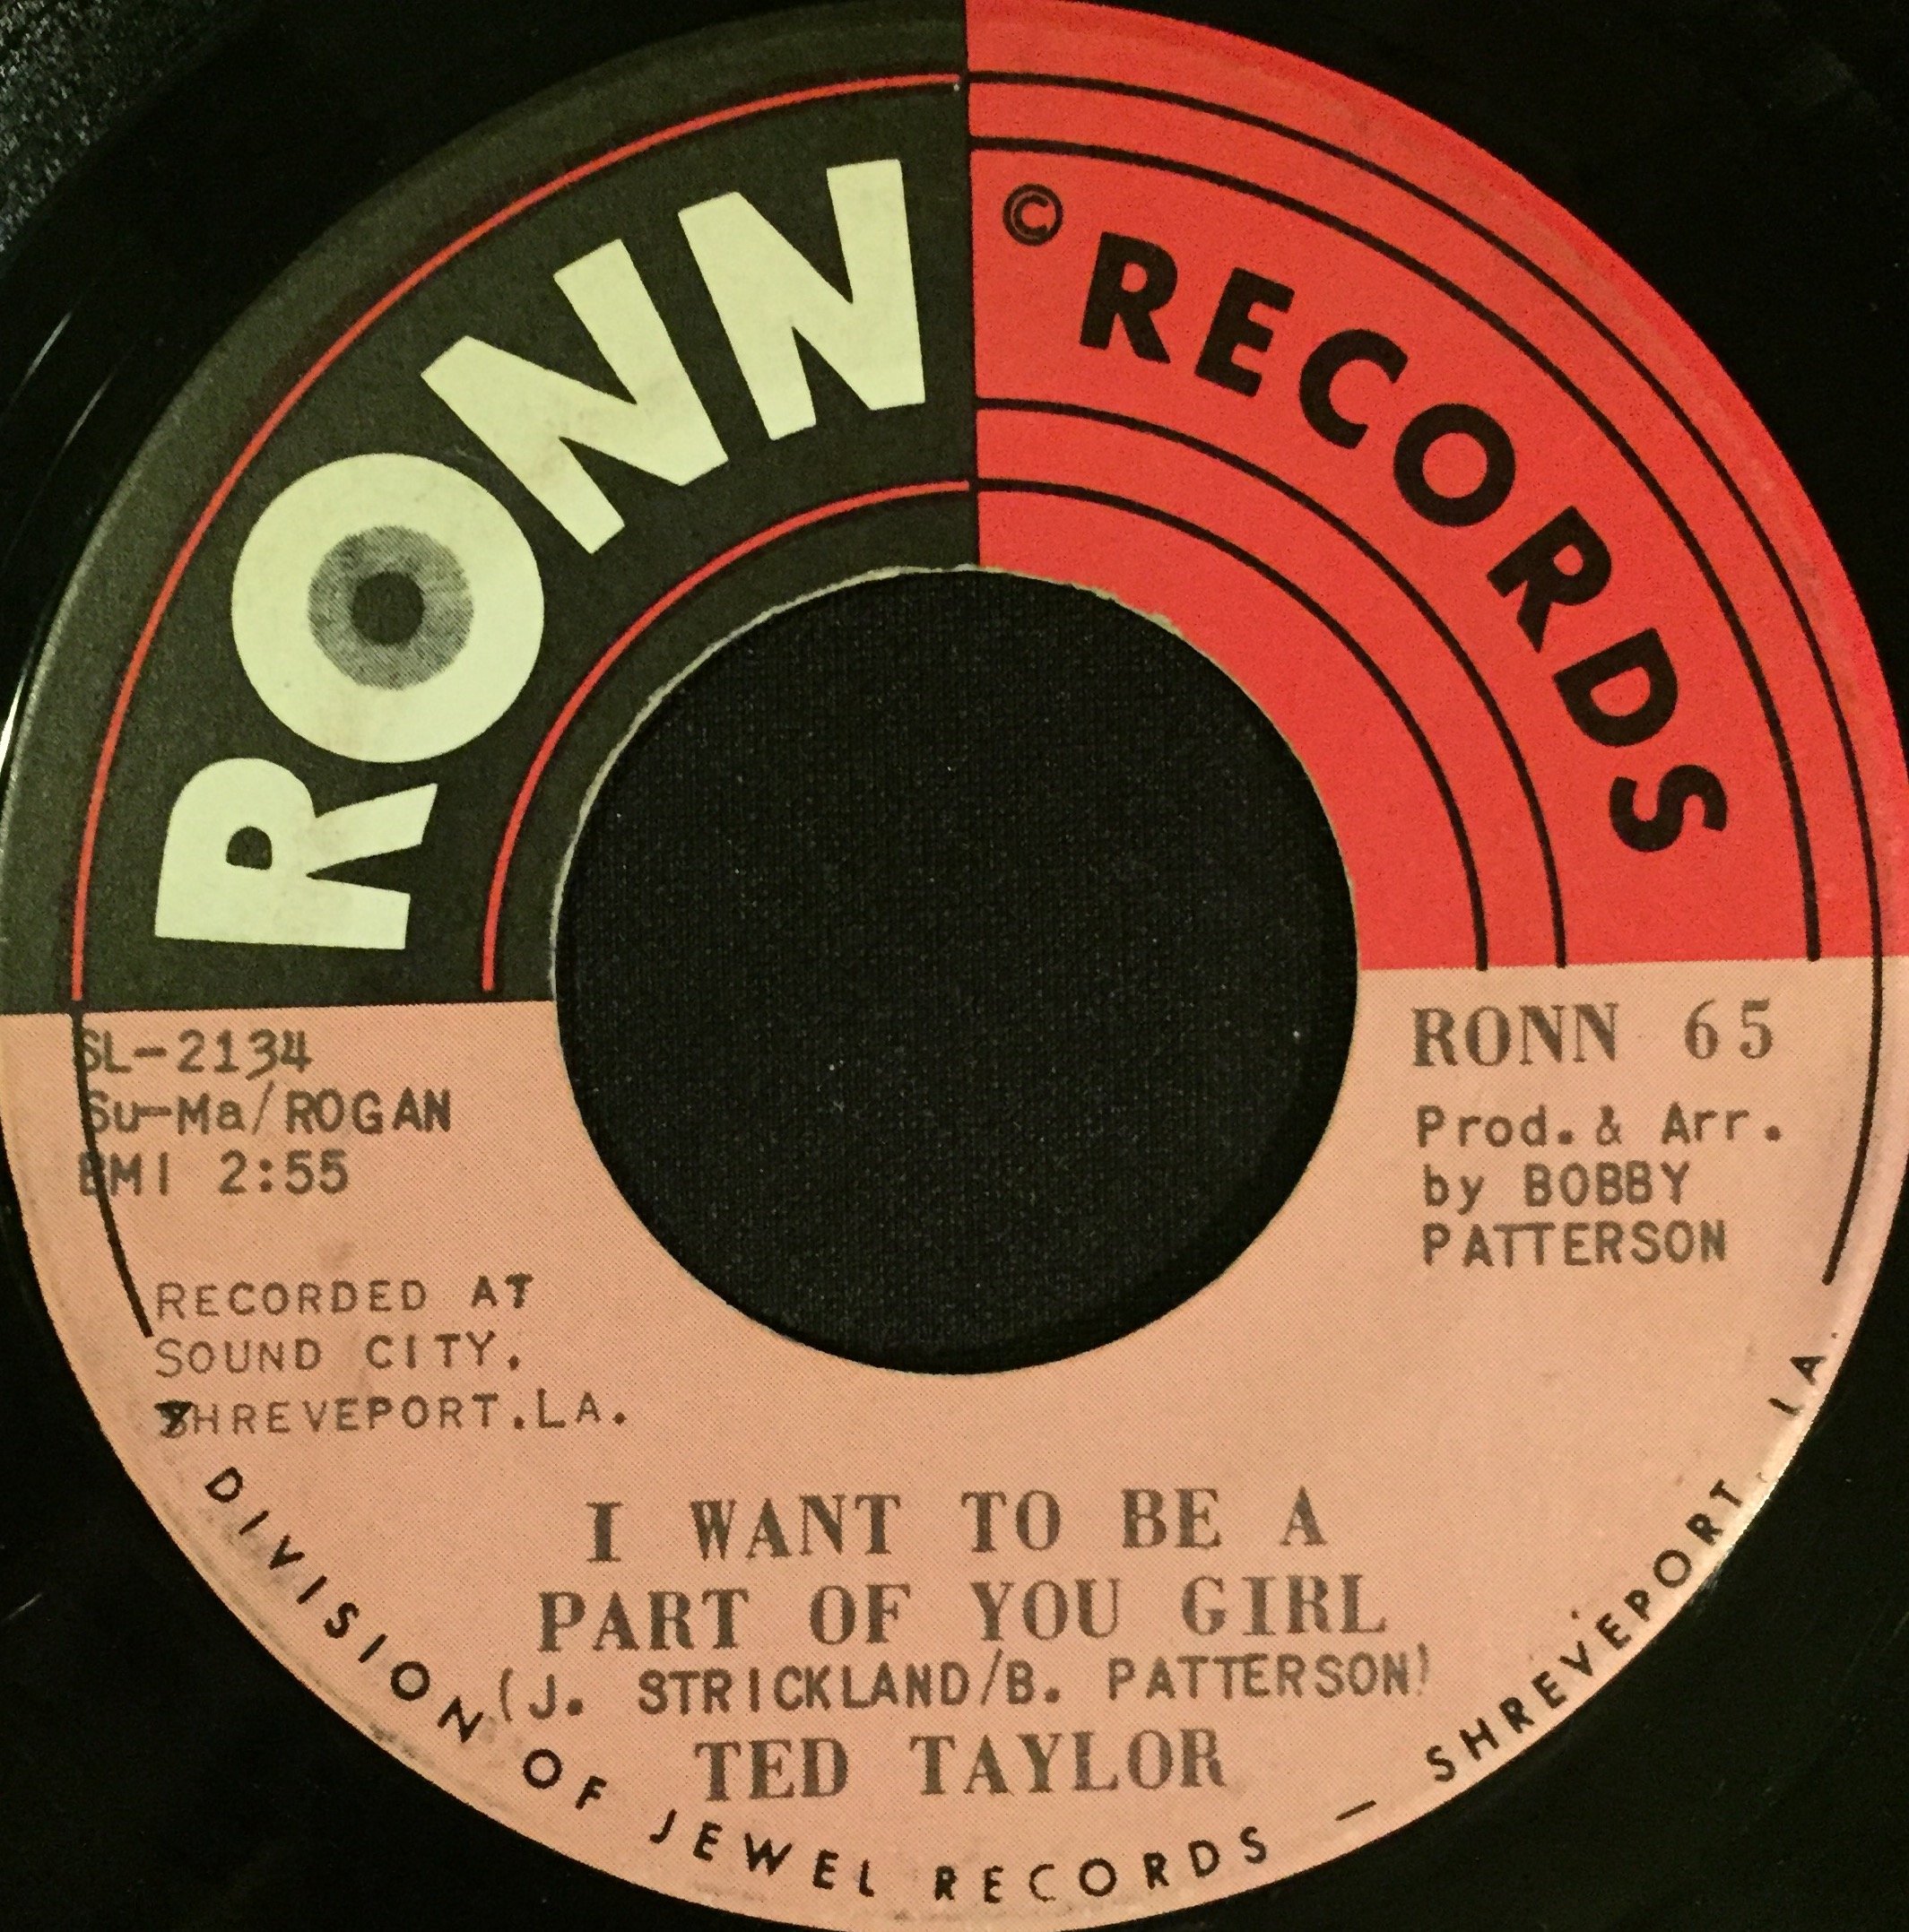 RONN
© RECORDS
SL-2134
Su-Ma/ROGAN
BMI 2:55
RONN 65
Prod. & Arr.
by BOBBY
PATTERSON
RECORDED AT
SOUND CITY.
SHREVEPORT.LA.
I WANT TO BE A
PART OF YOU GIRL
(J. STRICKLAND/B. PATTERSON)
TED TAYLOR
DIVISION OF JEWEL RECORDS — SHREVEPORT, LA.